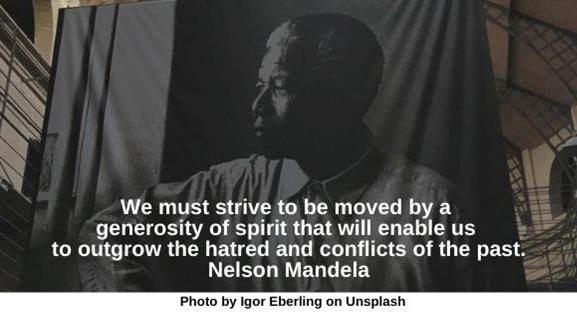 We must strive to be moved by a
generosity of spirit that will enable us
to outgrow the hatred and conflicts of the past.
Nelson Mandela
Photo by Igor Eberling on Unsplash